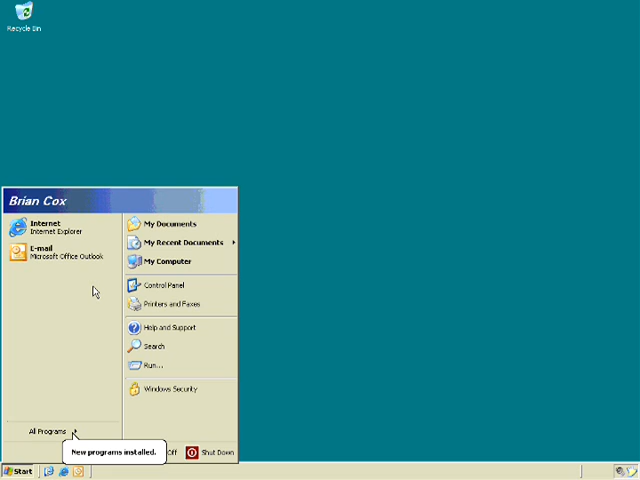 Recycle Bin
Brian Cox
Internet
Internet Explorer
E-mail
Microsoft Office Outlook
My Documents
My Recent Documents
My Computer
Control Panel
Printers and Faxes
Help and Support
Search
Run...
Windows Security
All Programs
New programs installed.
Off
Shut Down
Start